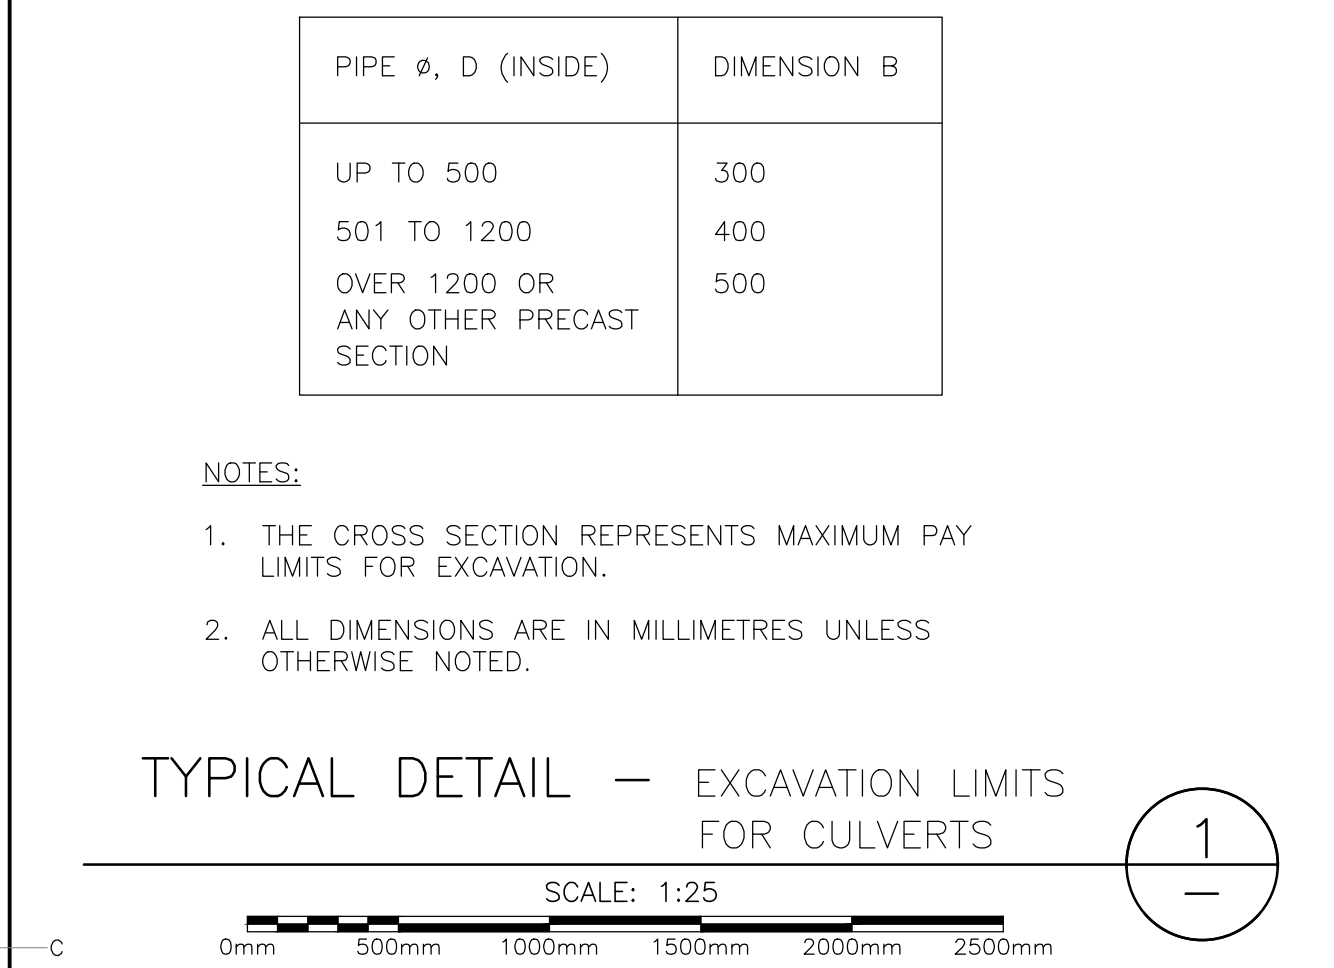 PIPE ø, D (INSIDE) DIMENSION B
UP TO 500 300
501 TO 1200 400
OVER 1200 OR 500
ANY OTHER PRECAST
SECTION
NOTES:
1. THE CROSS SECTION REPRESENTS MAXIMUM PAY
LIMITS FOR EXCAVATION.
2. ALL DIMENSIONS ARE IN MILLIMETRES UNLESS
OTHERWISE NOTED.
TYPICAL DETAIL – EXCAVATION LIMITS
FOR CULVERTS
1
–
SCALE: 1:25
0mm 500mm 1000mm 1500mm 2000mm 2500mm
C